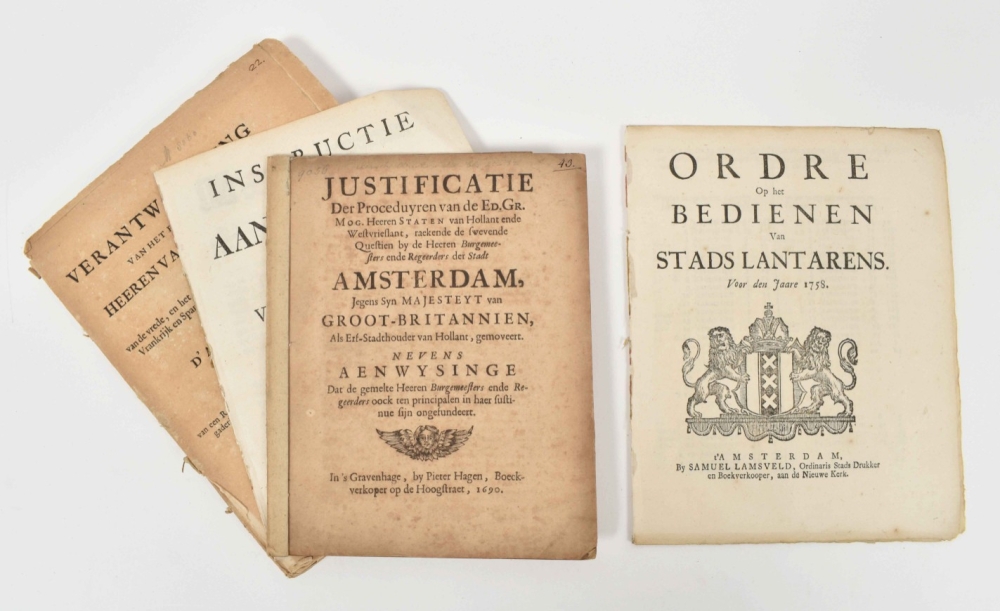 22.
VERANTW
VAN HET
HEEREN VA
van de vrede, en het
Vrankrijk en Spa
D'
van een
INSTRUCTIE
AAN
V
43.
JUSTIFICATIE
Der Proceduyren van de ED. GR.
MOG. Heeren STATEN van Hollant ende
Westvrieslant, raekende de swevende
Questien by de Heeren Burgemee-
sters ende Regeerders der Stadt
AMSTERDAM,
Jegens Syn MAJESTEYT van
GROOT-BRITANNIEN,
Als Erf-Stadthouder van Hollant, gemoveert.
NEVENS
AENWYSINGE
Dat de gemelte Heeren Burgemeesters ende Re-
geerders oock ten principalen in haer susti-
nue sijn ongefundeert.
In 's Gravenhage, by Pieter Hagen, Boeck-
verkoper op de Hoogstraet, 1690.
ORDRE
Op het
BEDIENEN
Van
STADS LANTARENS.
Voor den Jaare 1758.
t'AMSTERDAM,
By SAMUEL LAMSVELD, Ordinaris Stads Drukker
en Boekverkooper, aan de Nieuwe Kerk.